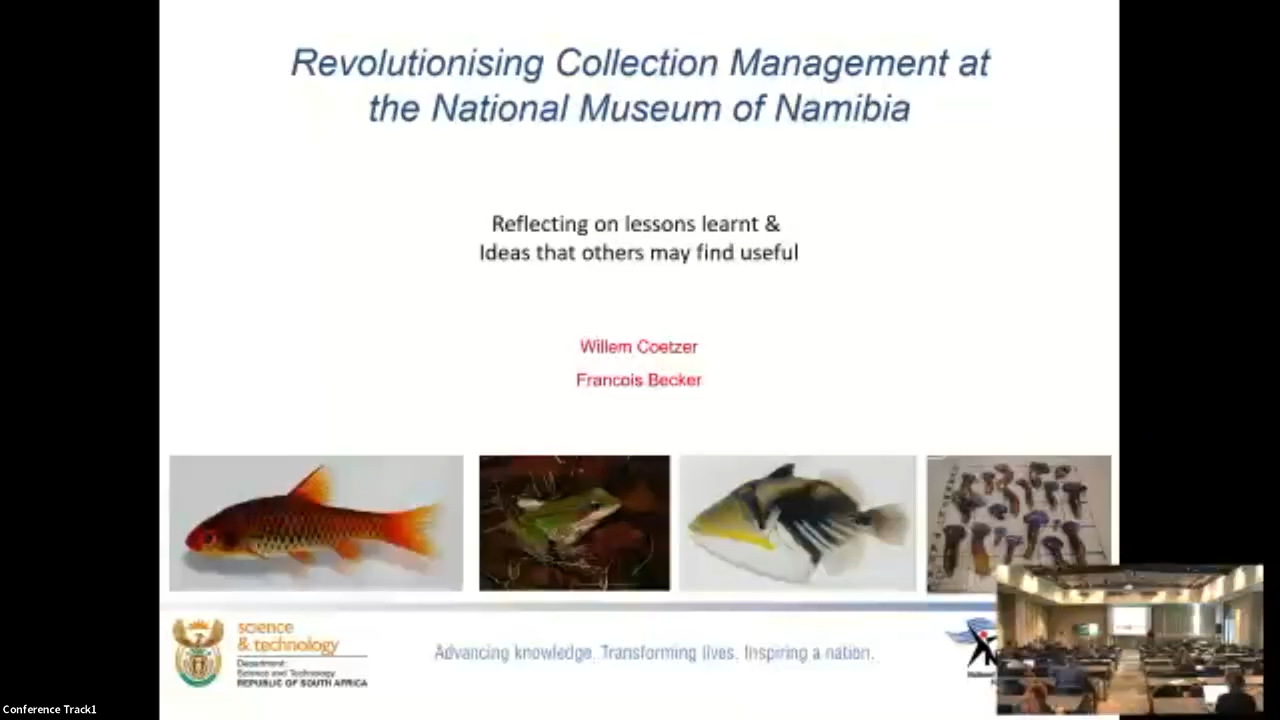 Revolutionising Collection Management at
the National Museum of Namibia
Reflecting on lessons learnt &
Ideas that others may find useful
Willem Coetzer
Francois Becker
science
& technology
Department:
Science and Technology
REPUBLIC OF SOUTH AFRICA
Advancing knowledge. Transforming lives. Inspiring a nation.
Conference Track1